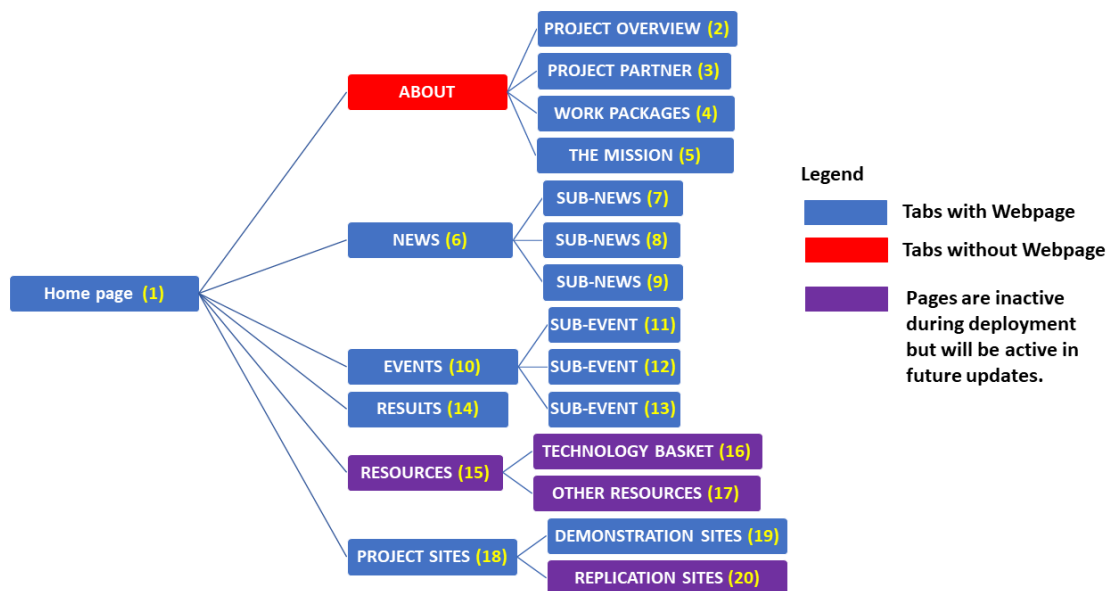 PROJECT OVERVIEW (2)
PROJECT PARTNER (3)
ABOUT
WORK PACKAGES (4)
THE MISSION (5)
Legend
SUB-NEWS (7)
Tabs with Webpage
NEWS (6)
SUB-NEWS (8)
Tabs without Webpage
SUB-NEWS (9)
Home page (1)
Pages are inactive
during deployment
but will be active in
future updates.
SUB-EVENT (11)
EVENTS (10)
SUB-EVENT (12)
RESULTS (14)
SUB-EVENT (13)
TECHNOLOGY BASKET (16)
RESOURCES (15)
OTHER RESOURCES (17)
DEMONSTRATION SITES (19)
PROJECT SITES (18)
REPLICATION SITES (20)